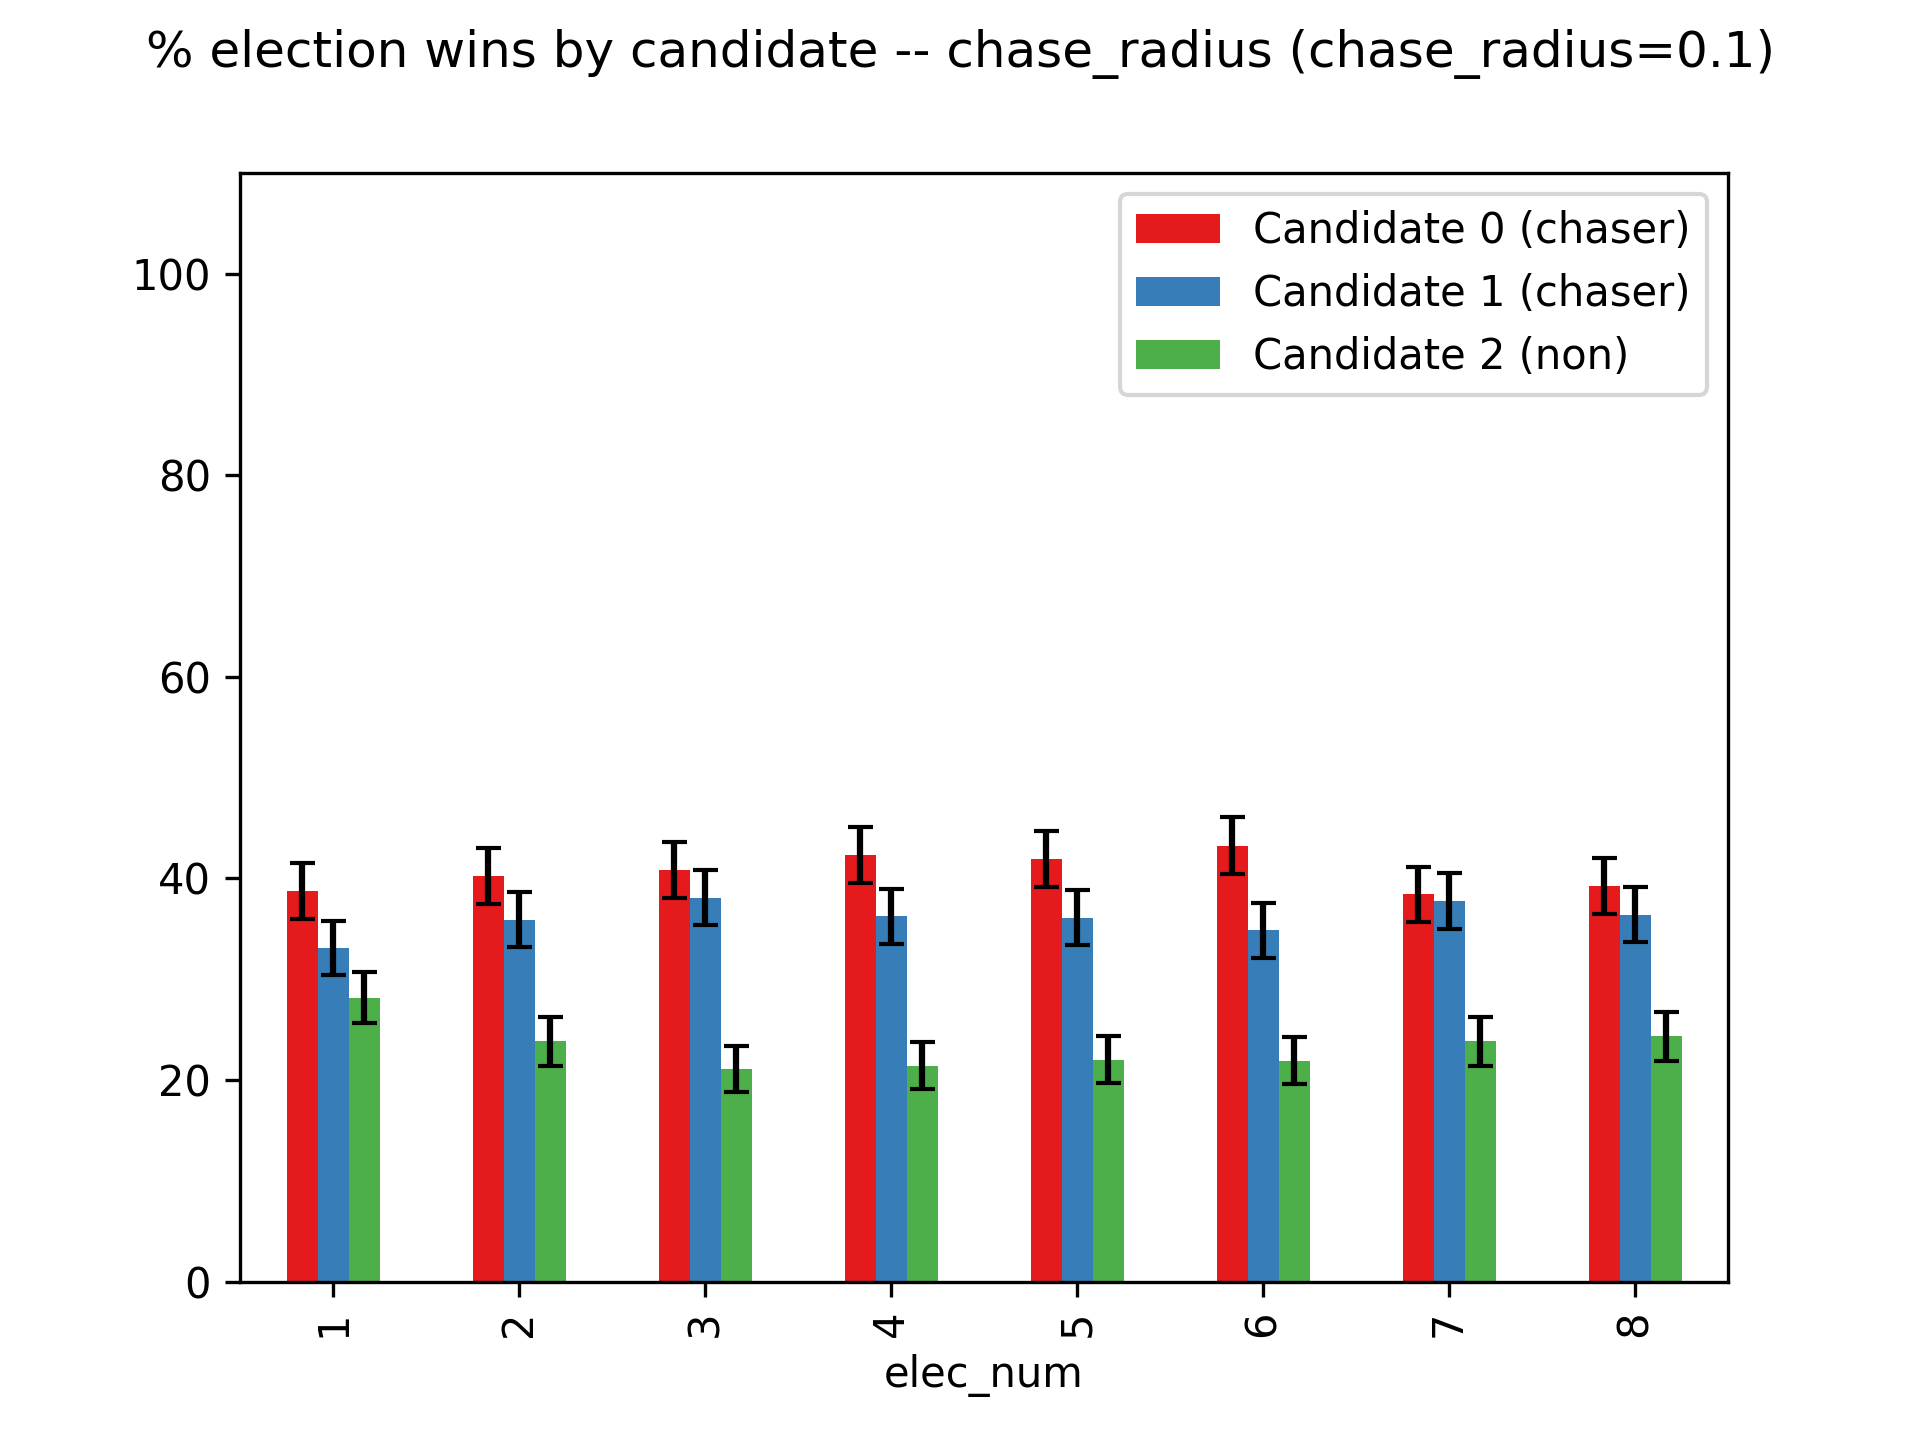 % election wins by candidate -- chase_radius (chase_radius=0.1)
Candidate 0 (chaser)
Candidate 1 (chaser)
Candidate 2 (non)
100
80
60
40
20
0
1 2 3 4 5 6 7 8
elec_num